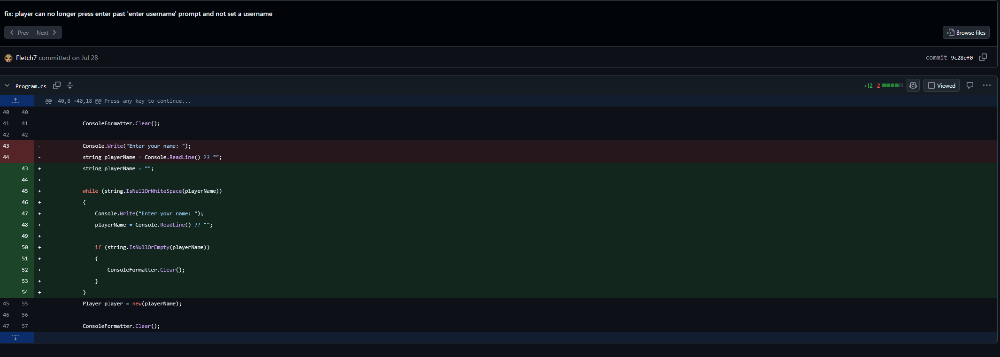 fix: player can no longer press enter past 'enter username' prompt and not set a username
Prev Next
Browse files
Fletch7 committed on Jul 28
commit 9c28ef0
Program.cs
+12 -2
Viewed
@@ -40,8 +40,18 @@ Press any key to continue...
40 40
41 41 ConsoleFormatter.Clear();
42 42
43 - Console.Write("Enter your name: ");
44 - string playerName = Console.ReadLine() ?? "";
43 + string playerName = "";
44 +
45 + while (string.IsNullOrWhiteSpace(playerName))
46 + {
47 + Console.Write("Enter your name: ");
48 + playerName = Console.ReadLine() ?? "";
49 +
50 + if (string.IsNullOrEmpty(playerName))
51 + {
52 + ConsoleFormatter.Clear();
53 + }
54 + }
45 55 Player player = new(playerName);
46 56
47 57 ConsoleFormatter.Clear();